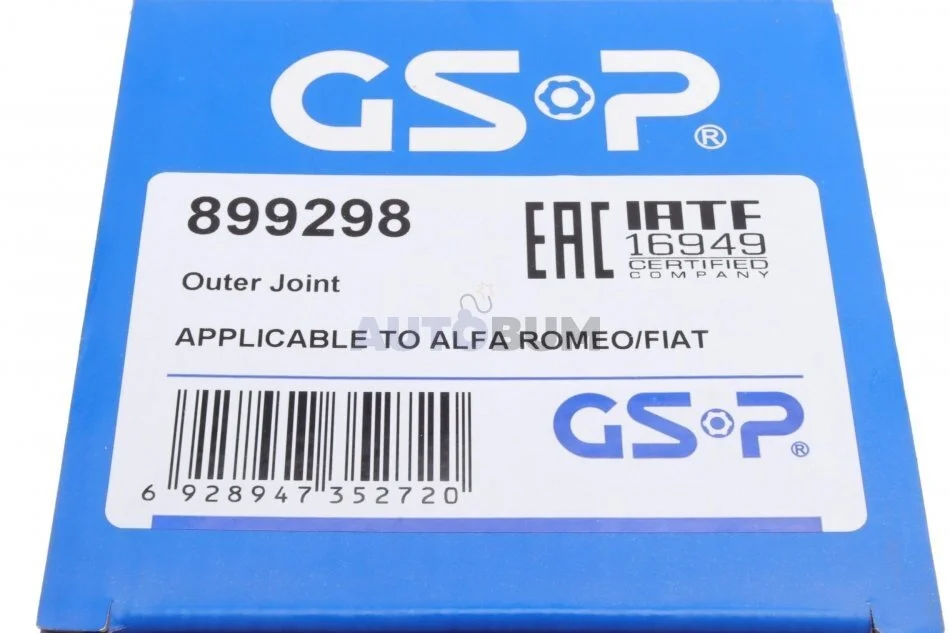 GSP®
899298
EAC
IATF
16949
CERTIFIED
COMPANY
Outer Joint
AUTOBUM
APPLICABLE TO ALFA ROMEO/FIAT
GSP®
6 928947 352720